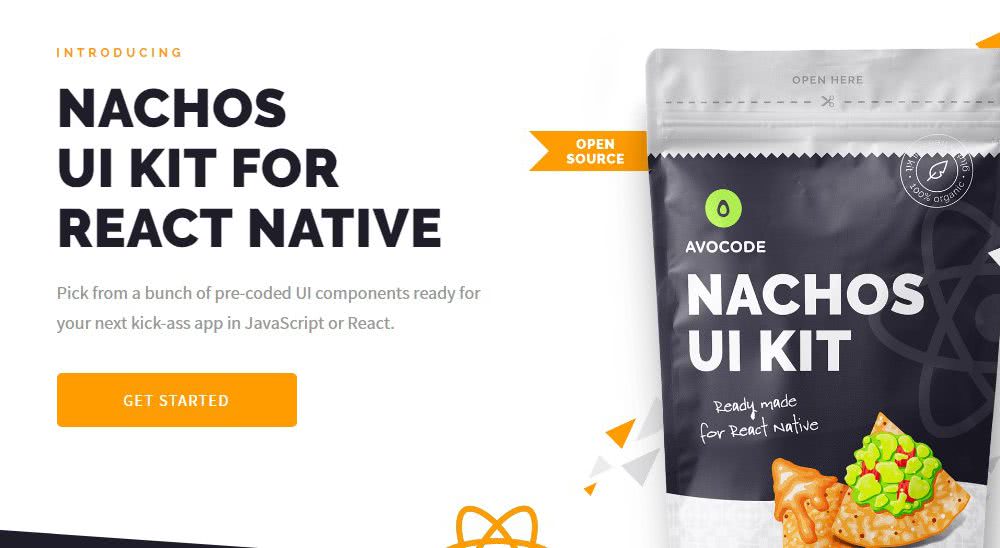 INTRODUCING
NACHOS
UI KIT FOR
REACT NATIVE
Pick from a bunch of pre-coded UI components ready for
your next kick-ass app in JavaScript or React.
GET STARTED
OPEN
SOURCE
OPEN HERE
100% organic
AVOCODE
NACHOS
UI KIT
Ready made
for React Native